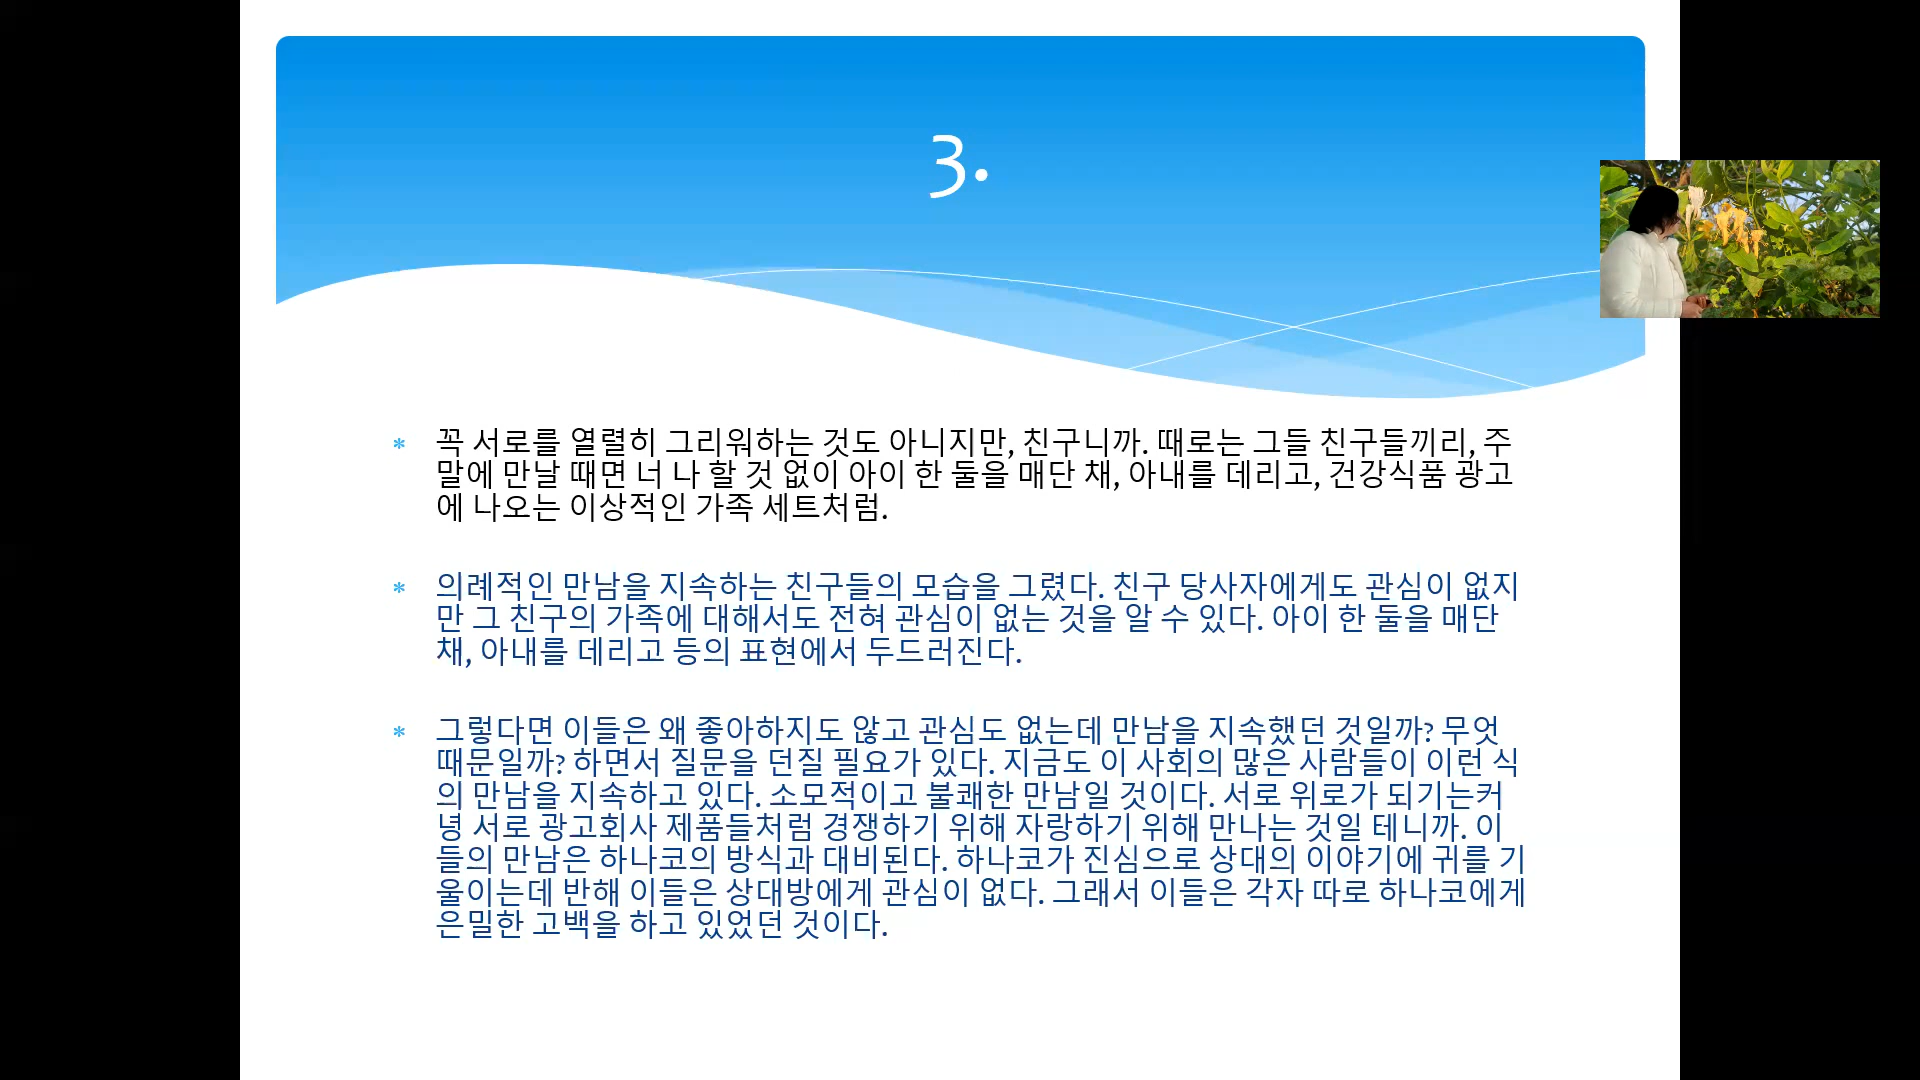 3.
* 꼭 서로를 열렬히 그리워하는 것도 아니지만, 친구니까. 때로는 그들 친구들끼리, 주
말에 만날 때면 너 나 할 것 없이 아이 한 둘을 매단 채, 아내를 데리고, 건강식품 광고
에 나오는 이상적인 가족 세트처럼.
* 의례적인 만남을 지속하는 친구들의 모습을 그렸다. 친구 당사자에게도 관심이 없지
만 그 친구의 가족에 대해서도 전혀 관심이 없는 것을 알 수 있다. 아이 한 둘을 매단
채, 아내를 데리고 등의 표현에서 두드러진다.
* 그렇다면 이들은 왜 좋아하지도 않고 관심도 없는데 만남을 지속했던 것일까? 무엇
때문일까? 하면서 질문을 던질 필요가 있다. 지금도 이 사회의 많은 사람들이 이런 식
의 만남을 지속하고 있다. 소모적이고 불쾌한 만남일 것이다. 서로 위로가 되기는커
녕 서로 광고회사 제품들처럼 경쟁하기 위해 자랑하기 위해 만나는 것일 테니까. 이
들의 만남은 하나코의 방식과 대비된다. 하나코가 진심으로 상대의 이야기에 귀를 기
울이는데 반해 이들은 상대방에게 관심이 없다. 그래서 이들은 각자 따로 하나코에게
은밀한 고백을 하고 있었던 것이다.